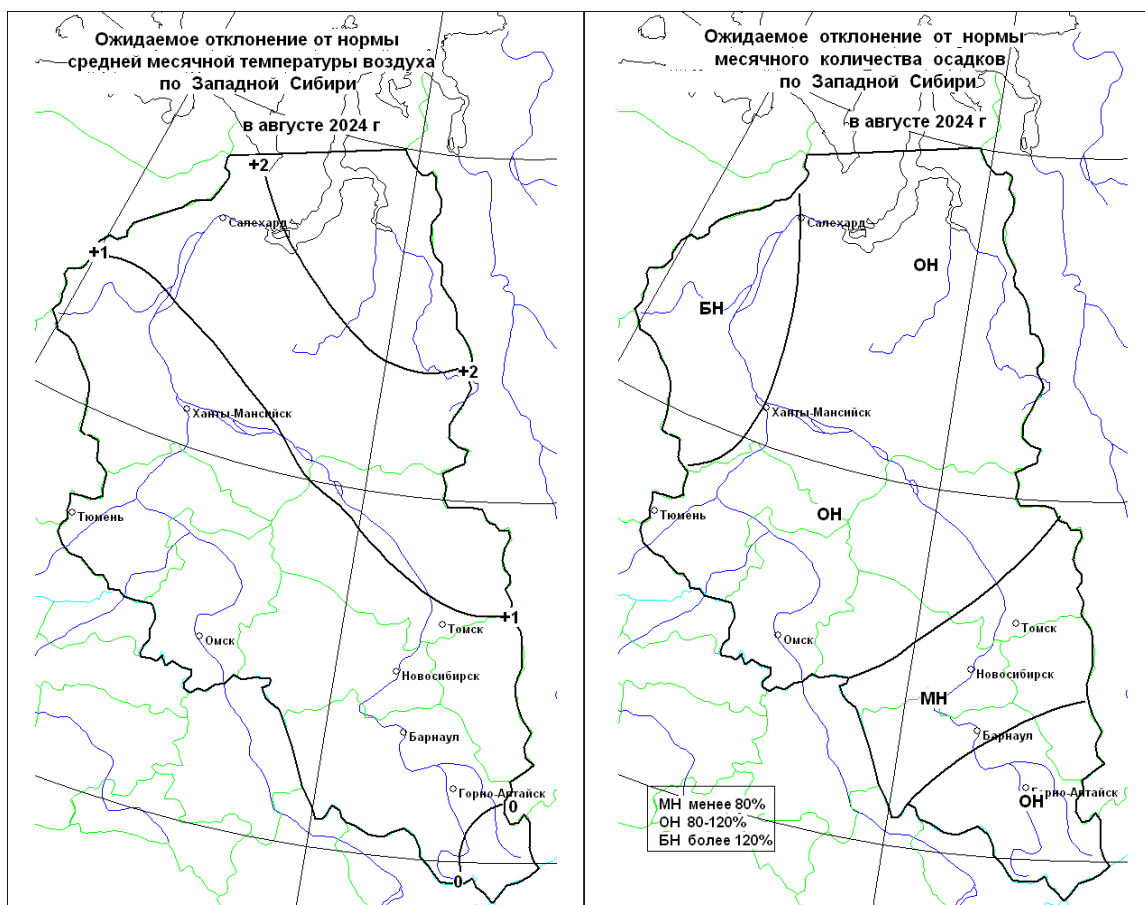 Ожидаемое отклонение от нормы
средней месячной температуры воздуха
по Западной Сибири
в августе 2024 г
+2
Салехард
+1
+2
Ханты-Мансийск
Тюмень
+1
Томск
Омск
Новосибирск
Барнаул
Горно-Алтайск
0
0
Ожидаемое отклонение от нормы
месячного количества осадков
по Западной Сибири
в августе 2024 г
Салехард
ОН
БН
Ханты-Мансийск
Тюмень
ОН
Томск
Омск
Новосибирск
МН
Барнаул
Горно-Алтайск
ОН
МН менее 80%
ОН 80-120%
БН более 120%